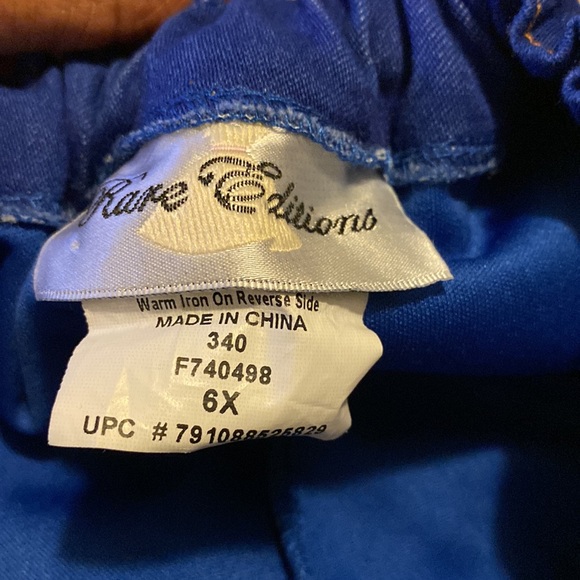 Rare Editions
Warm Iron On Reverse Side
MADE IN CHINA
340
F740498
6X
UPC # 791088525829